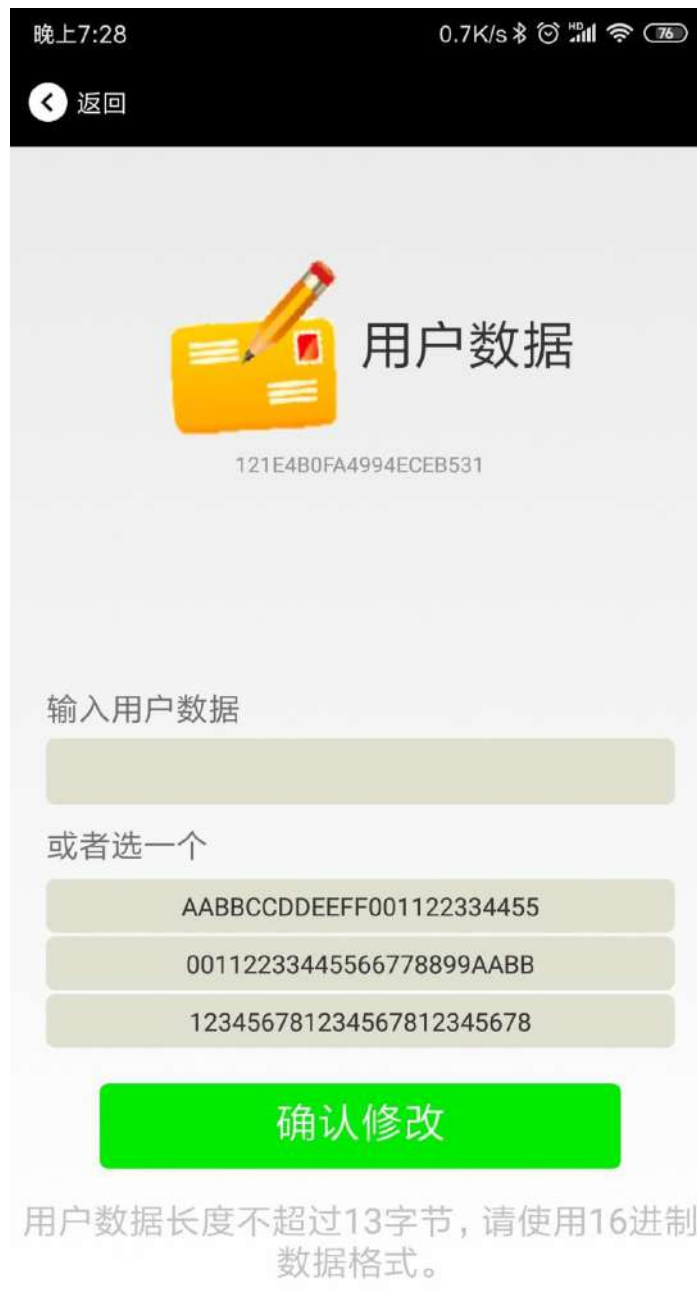 晚上7:28
0.7K/s HD 76
返回
用户数据
121E4B0FA4994ECEB531
输入用户数据
或者选一个
AABBCCDDEEFF001122334455
00112233445566778899AABB
123456781234567812345678
确认修改
用户数据长度不超过13字节，请使用16进制
数据格式。